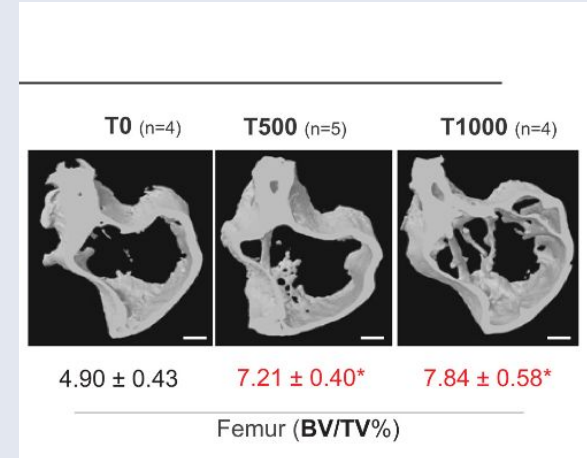 T0 (n=4) T500 (n=5) T1000 (n=4)
4.90 ± 0.43 7.21 ± 0.40* 7.84 ± 0.58*
Femur (BV/TV%)